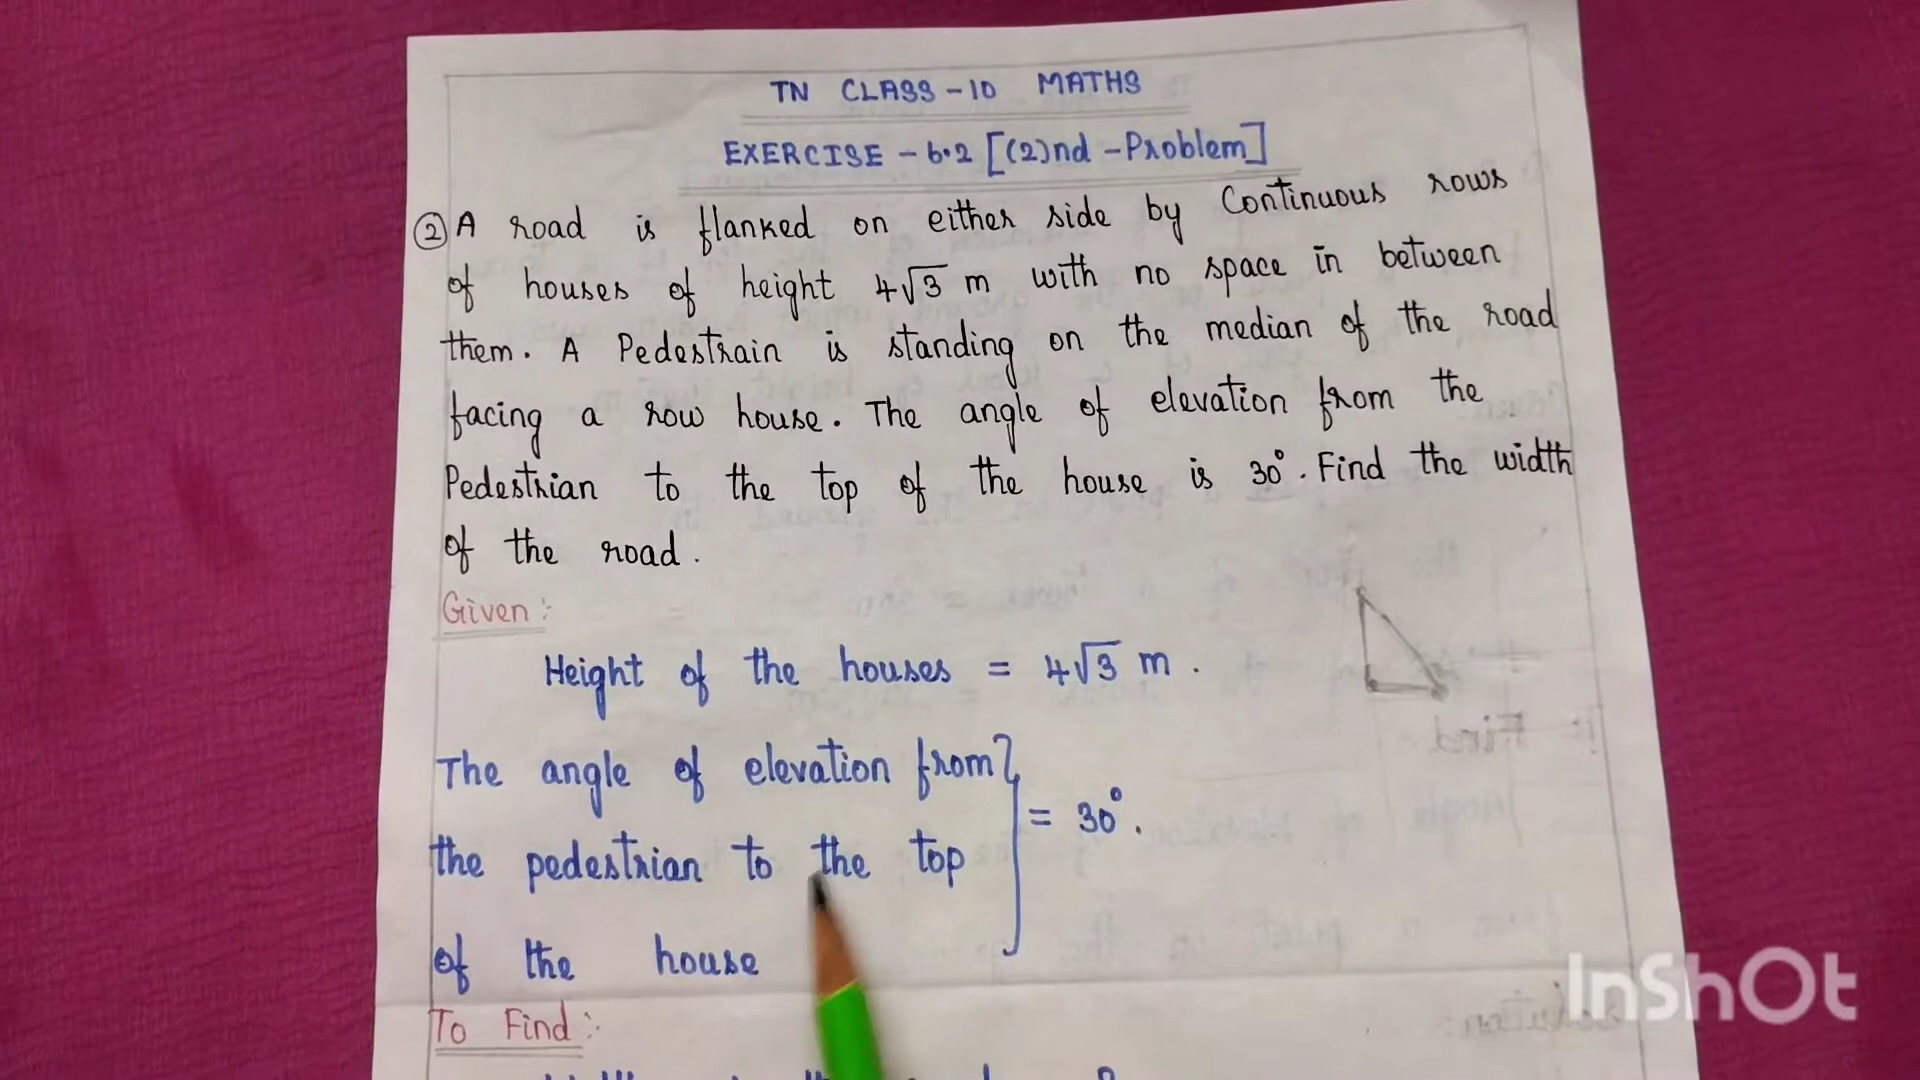 TN CLASS-10 MATHS
EXERCISE - 6.2 [(2)nd - Problem]
② A road is flanked on either side by Continuous rows
of houses of height 4√3 m with no space in between
them. A Pedestrain is standing on the median of the road
facing a row house. The angle of elevation from the
Pedestrian to the top of the house is 30°. Find the width
of the road.
Given:
Height of the houses = 4√3 m.
The angle of elevation from
the pedestrian to the top
of the house
= 30°.
To Find:
InShOt